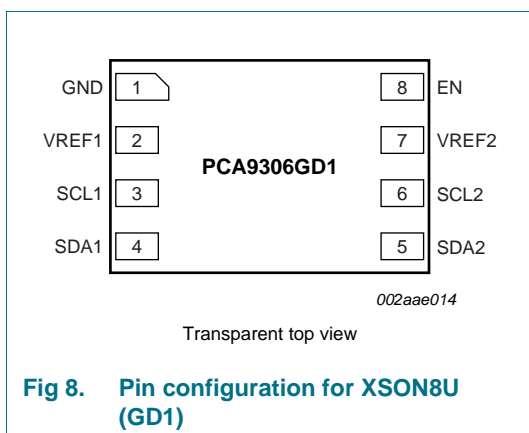 GND 1 8 EN
VREF1 2 7 VREF2
PCA9306GD1
SCL1 3 6 SCL2
SDA1 4 5 SDA2
002aae014
Transparent top view
Fig 8. Pin configuration for XSON8U
(GD1)